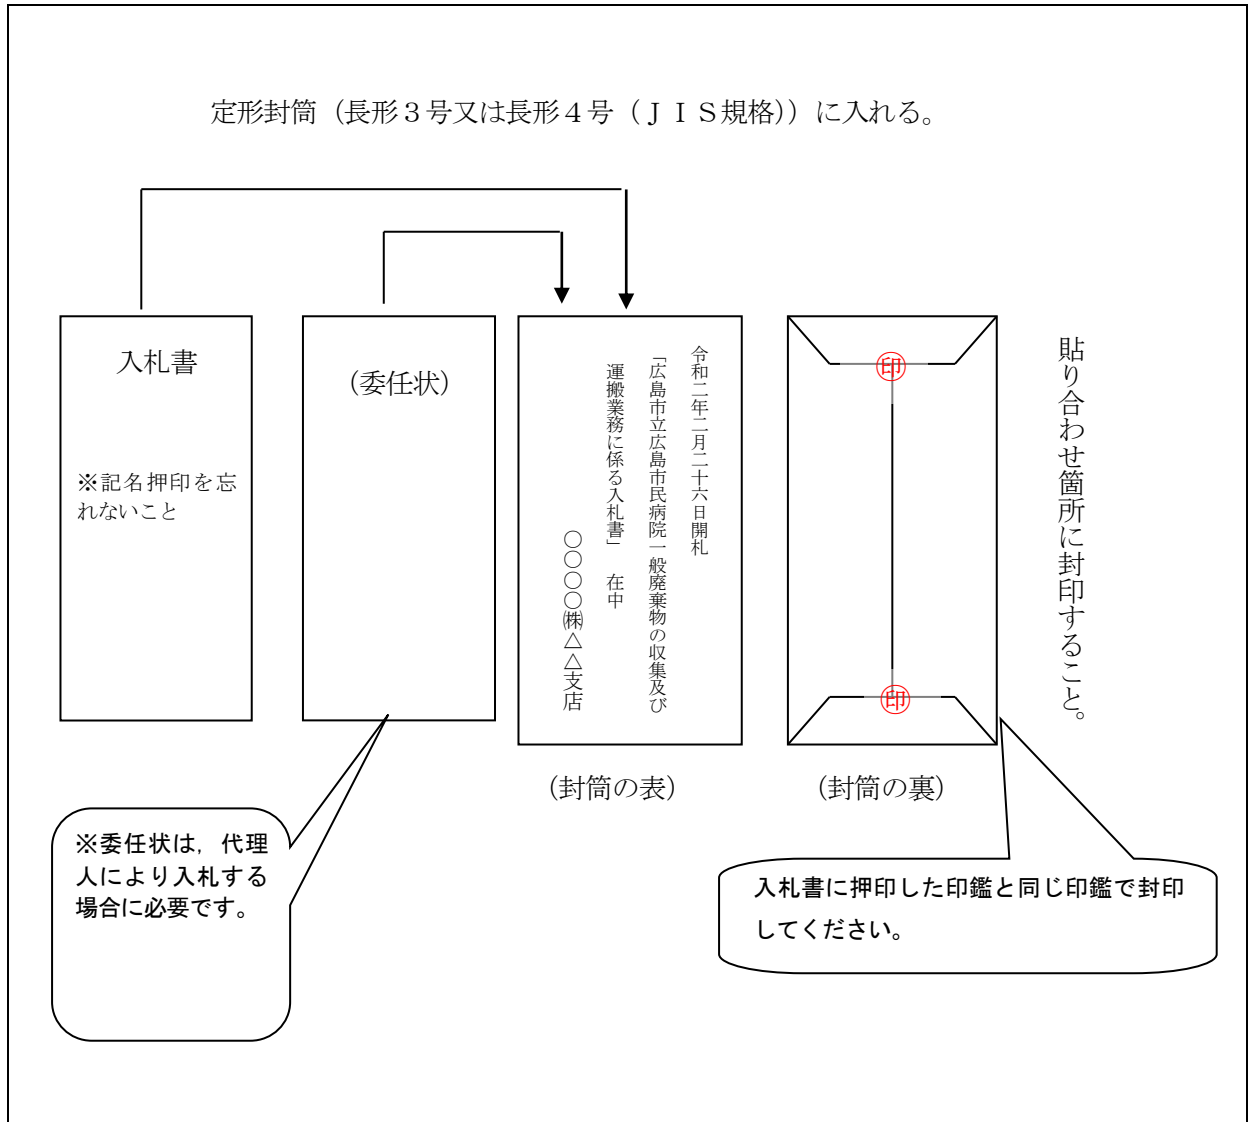 定形封筒（長形３号又は長形４号（ＪＩＳ規格））に入れる。
入札書
※記名押印を忘
れないこと
（委任状）
令和二年二月二十六日開札
「広島市立広島市民病院一般廃棄物の収集及び
運搬業務に係る入札書」　在中
〇〇〇〇㈱△△支店
印
印
貼り合わせ箇所に封印すること。
（封筒の表）
（封筒の裏）
※委任状は，代理
人により入札する
場合に必要です。
入札書に押印した印鑑と同じ印鑑で封印
してください。